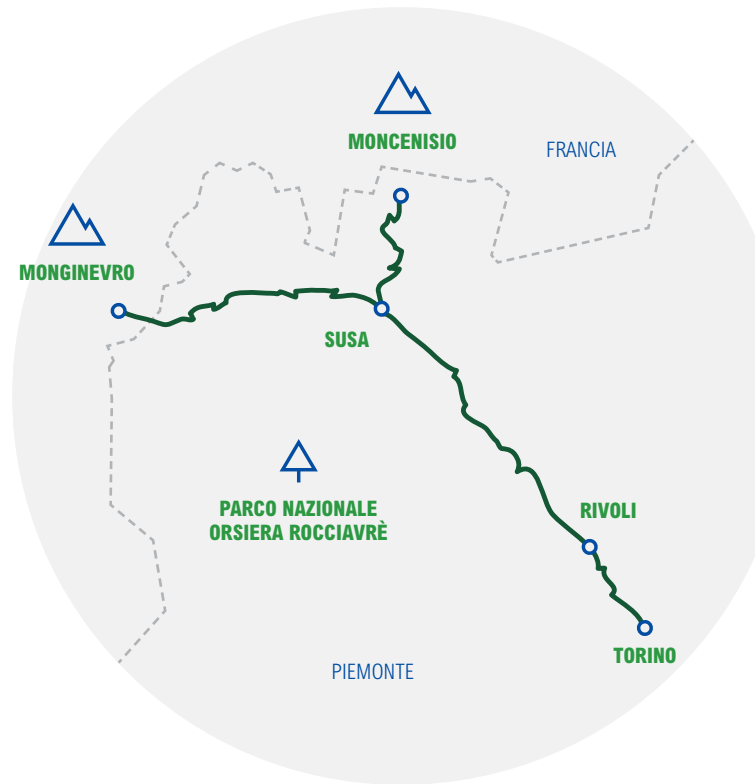 MONCENISIO
FRANCIA
MONGINEVRO
SUSA
PARCO NAZIONALE
ORSIERA ROCCIAVRÈ
RIVOLI
TORINO
PIEMONTE